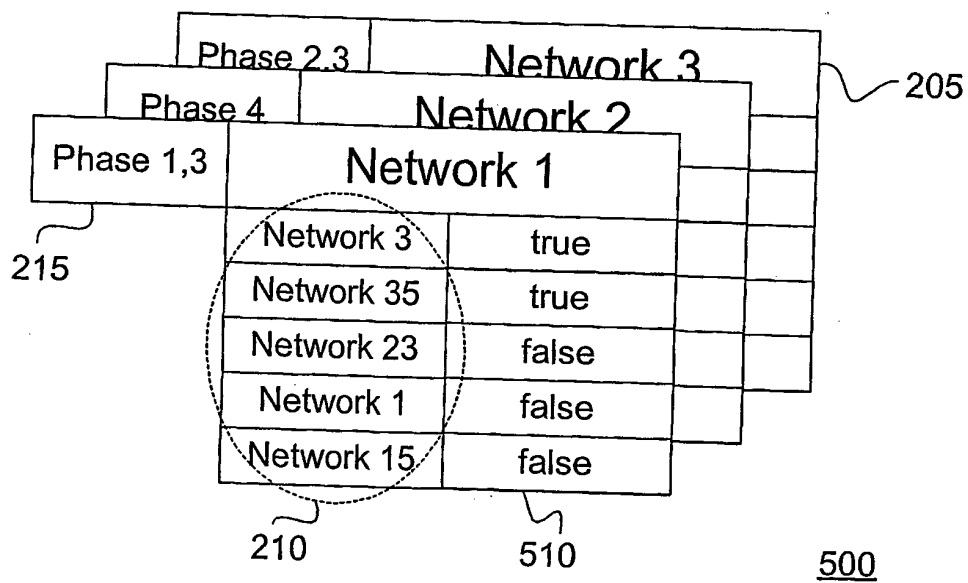 Phase 2,3 Network 3
205
Phase 4 Network 2
Phase 1,3 Network 1
215
Network 3 true
Network 35 true
Network 23 false
Network 1 false
Network 15 false
210
510
500